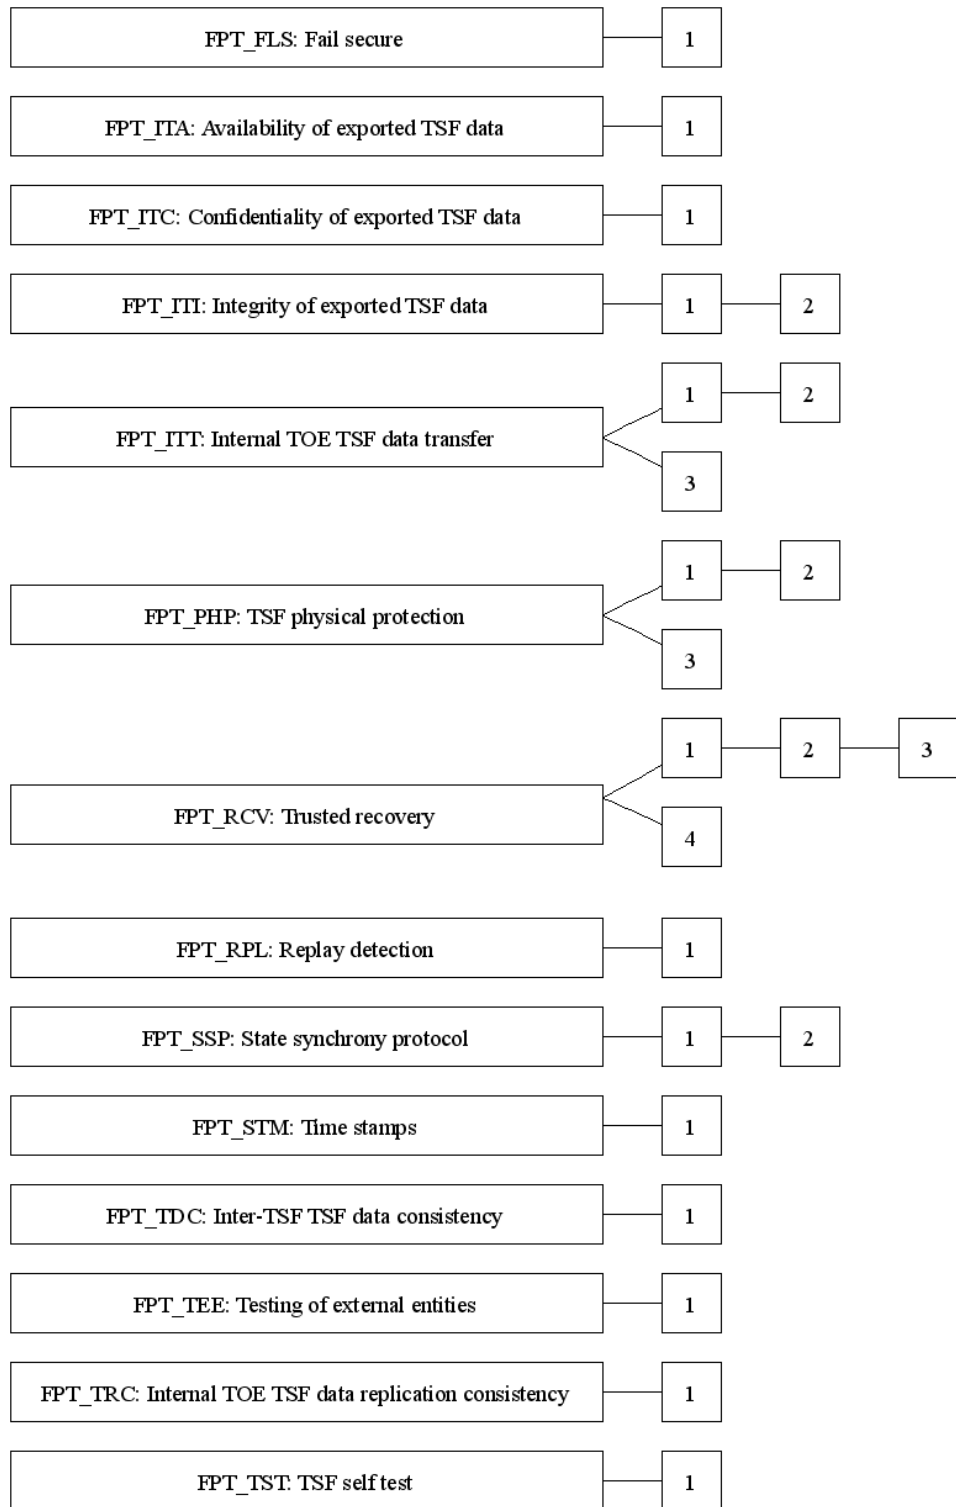 FPT_FLS: Fail secure 1
FPT_ITA: Availability of exported TSF data 1
FPT_ITC: Confidentiality of exported TSF data 1
FPT_ITI: Integrity of exported TSF data 1 2
1 2
FPT_ITT: Internal TOE TSF data transfer
3
1 2
FPT_PHP: TSF physical protection
3
1 2 3
FPT_RCV: Trusted recovery
4
FPT_RPL: Replay detection 1
FPT_SSP: State synchrony protocol 1 2
FPT_STM: Time stamps 1
FPT_TDC: Inter-TSF TSF data consistency 1
FPT_TEE: Testing of external entities 1
FPT_TRC: Internal TOE TSF data replication consistency 1
FPT_TST: TSF self test 1